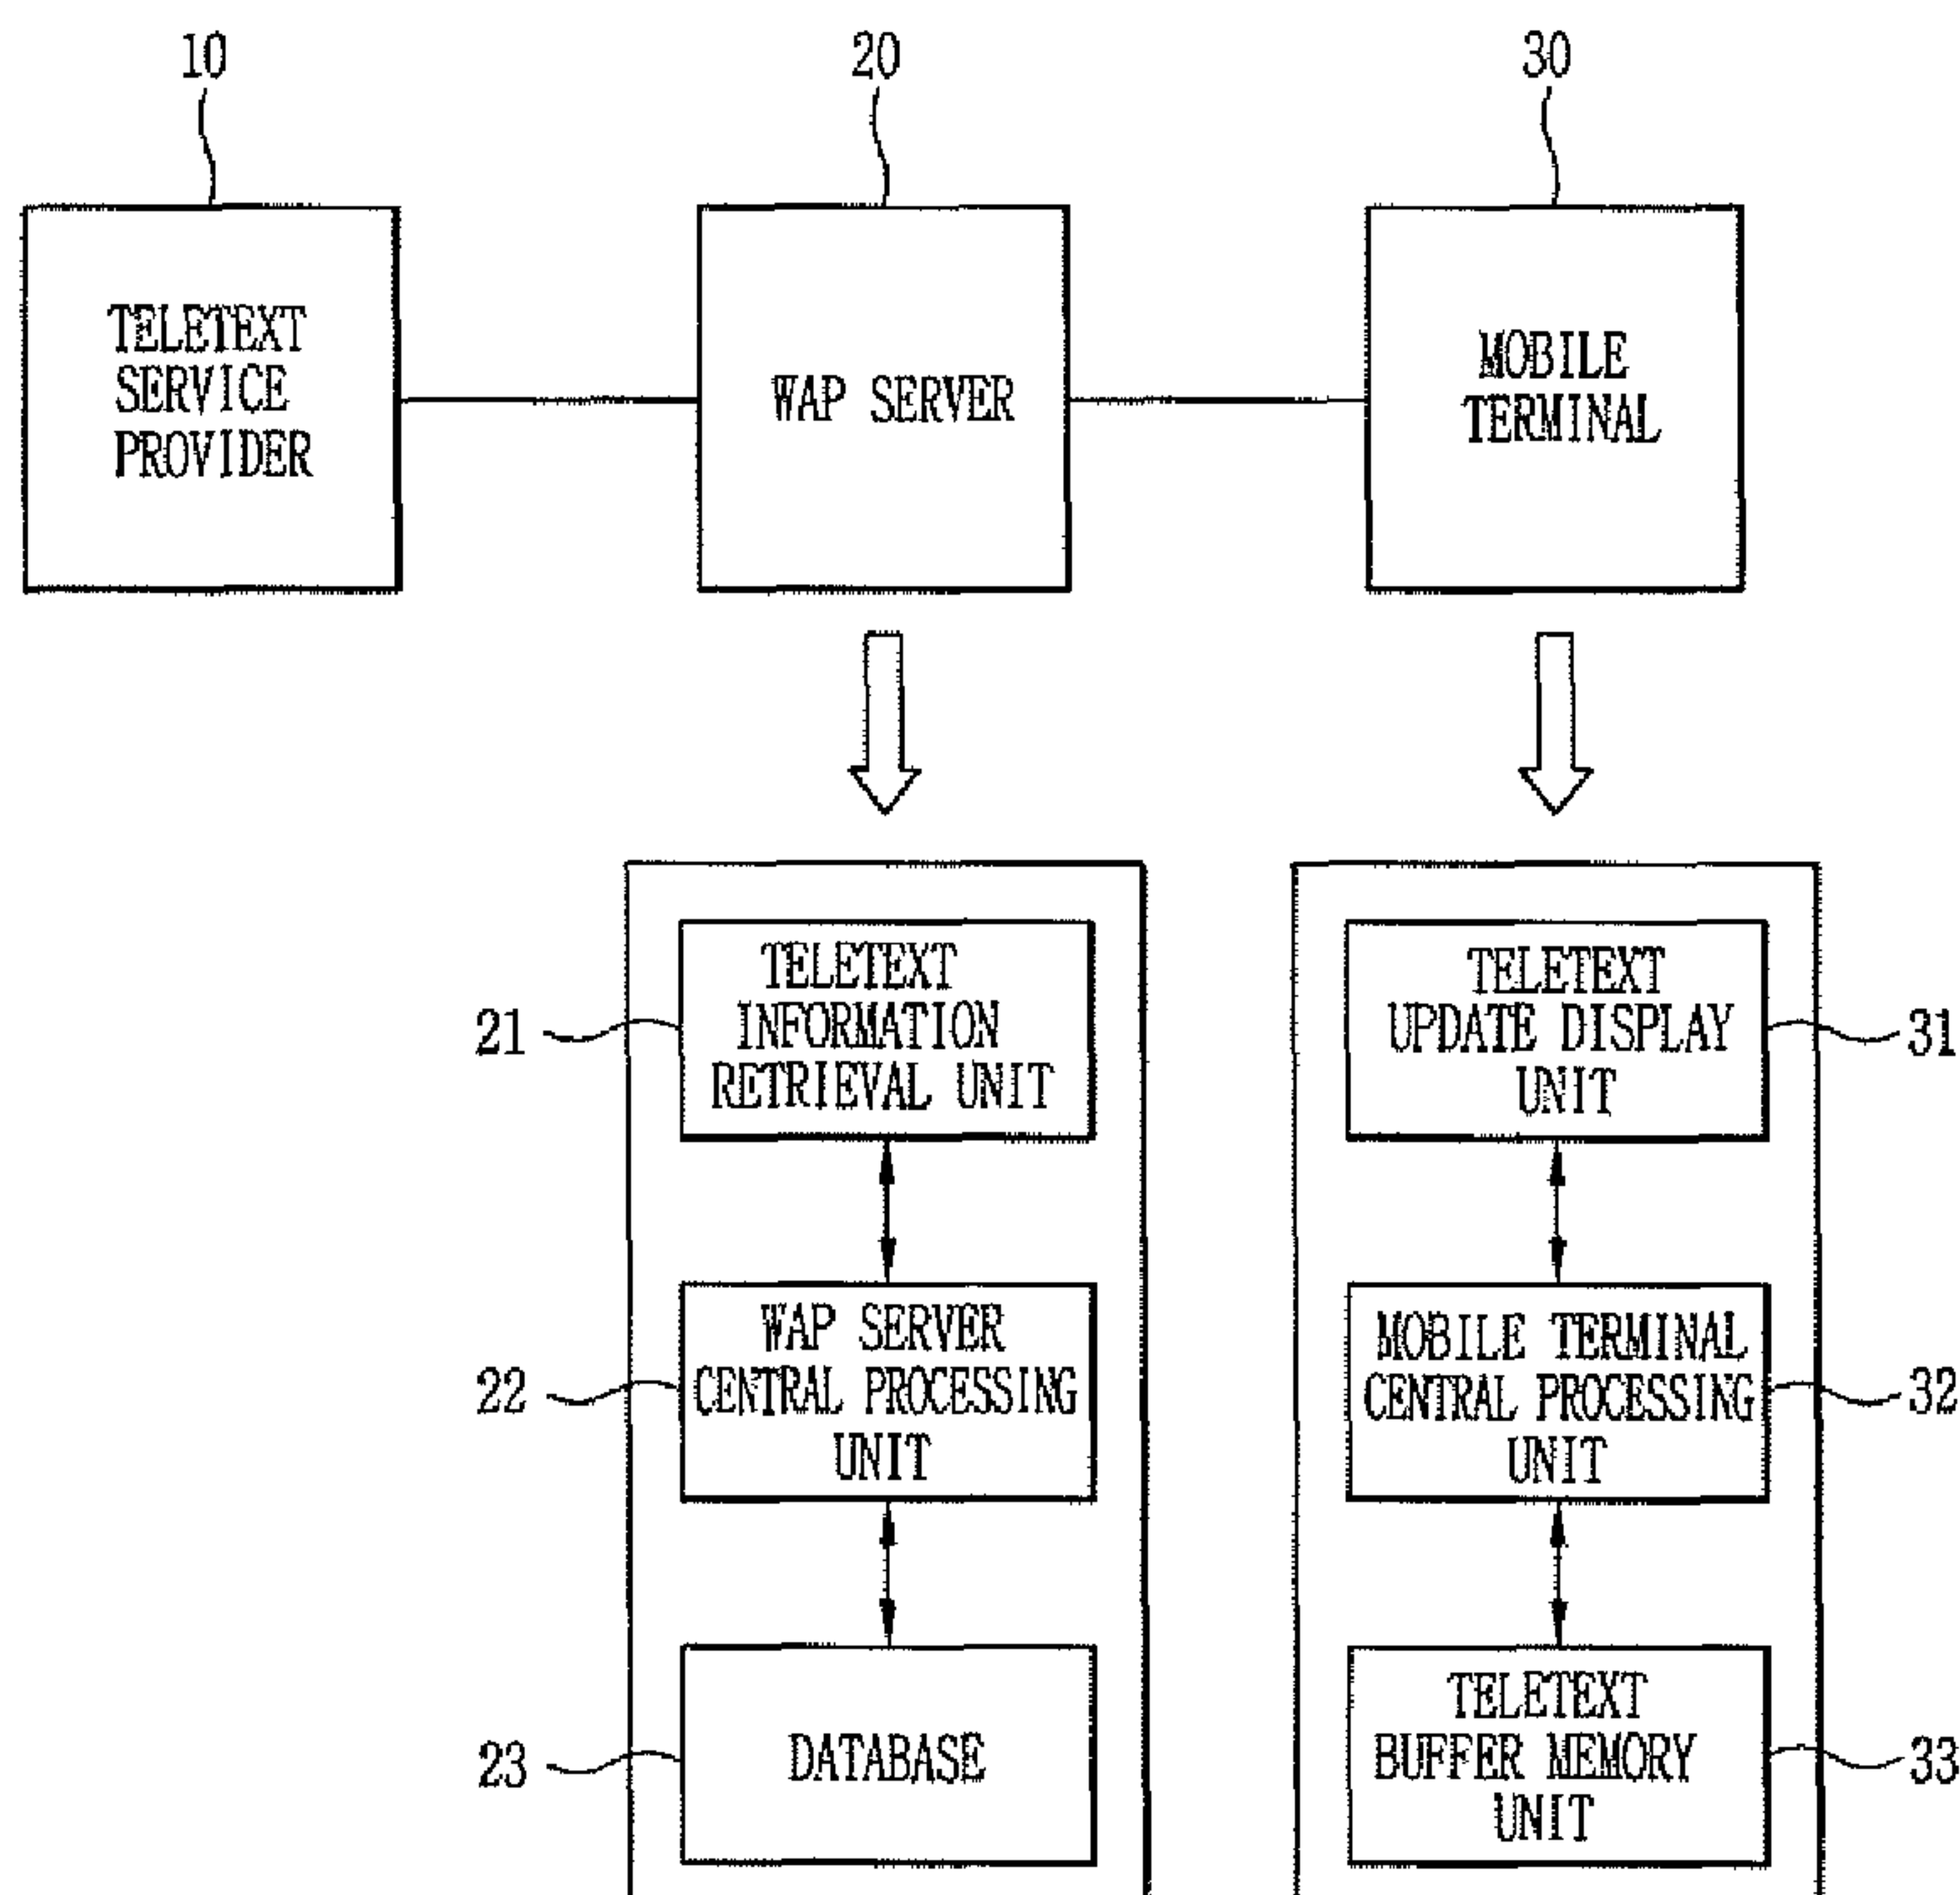 10
20
30
TELETEXT
SERVICE
PROVIDER
WAP SERVER
MOBILE
TERMINAL
21
TELETEXT
INFORMATION
RETRIEVAL UNIT
TELETEXT
UPDATE DISPLAY
UNIT
31
22
WAP SERVER
CENTRAL PROCESSING
UNIT
MOBILE TERMINAL
CENTRAL PROCESSING
UNIT
32
23
DATABASE
TELETEXT
BUFFER MEMORY
UNIT
33